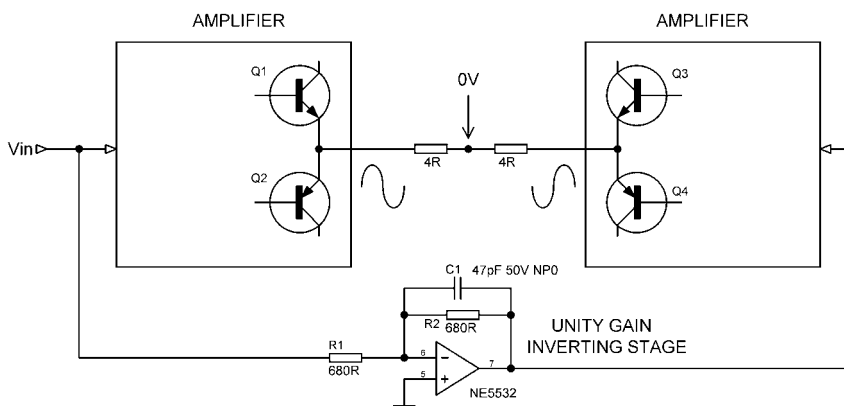 AMPLIFIER
AMPLIFIER
Q1
Q3
0V
Vin
4R
4R
Q2
Q4
C1 47pF 50V NP0
R2
680R
UNITY GAIN
INVERTING STAGE
R1
680R
6
5
7
NE5532